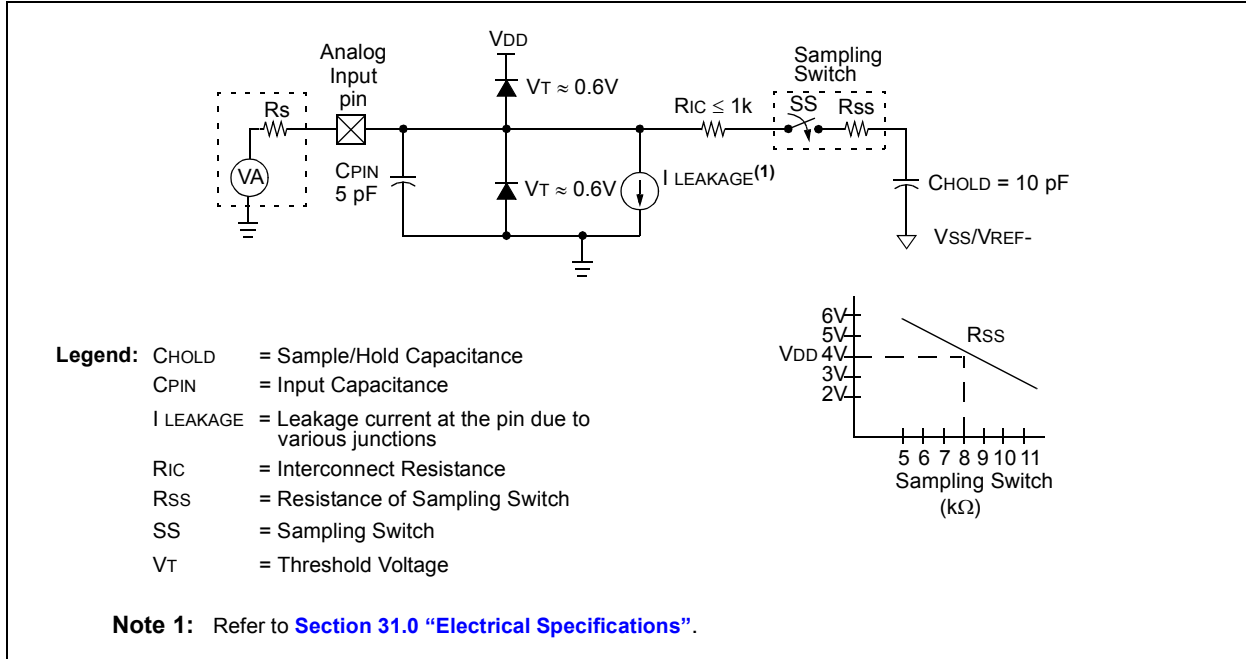 VDD
Analog
Input
pin
Sampling
Switch
VT ≈ 0.6V
Rs
RIC ≤ 1k
SS
Rss
VA
CPIN
5 pF
VT ≈ 0.6V
I LEAKAGE(1)
CHOLD = 10 pF
VSS/VREF-
6V
5V
VDD 4V
3V
2V
RSS
5 6 7 8 9 10 11
Sampling Switch
(kΩ)
Legend: CHOLD = Sample/Hold Capacitance
CPIN = Input Capacitance
I LEAKAGE = Leakage current at the pin due to
various junctions
RIC = Interconnect Resistance
RSS = Resistance of Sampling Switch
SS = Sampling Switch
VT = Threshold Voltage
Note 1: Refer to Section 31.0 “Electrical Specifications”.